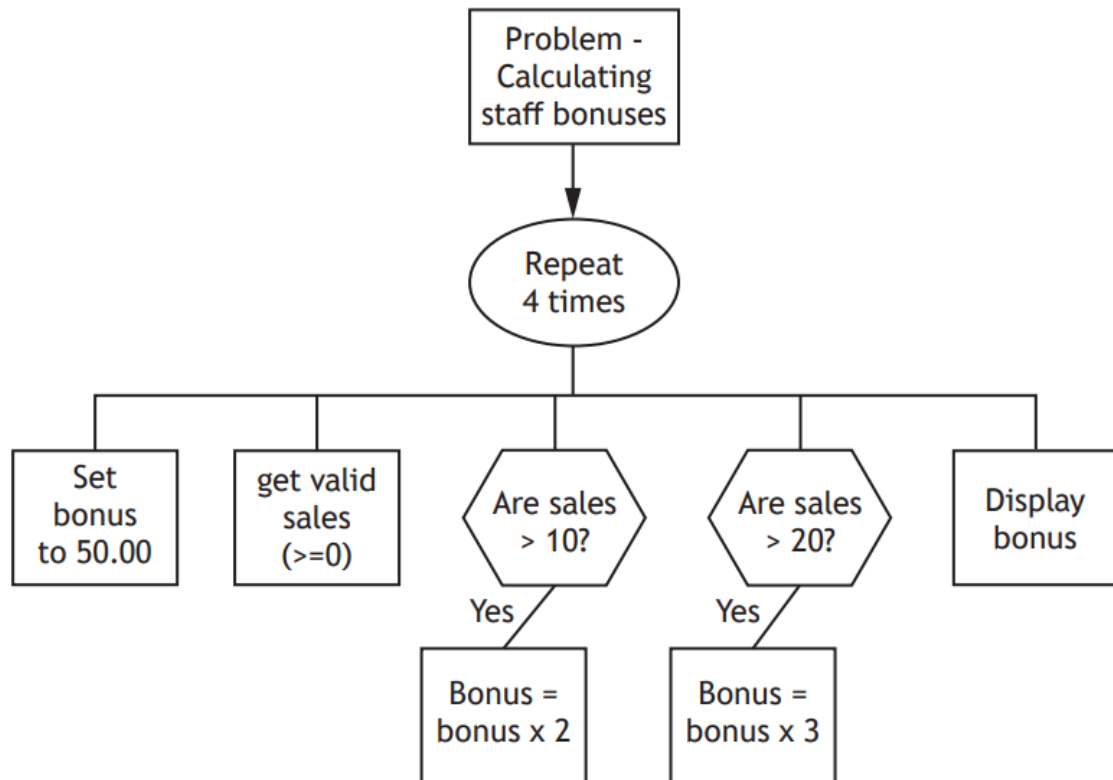 Problem -
Calculating
staff bonuses
Repeat
4 times
Set
bonus
to 50.00
get valid
sales
(>=0)
Are sales
> 10?
Are sales
> 20?
Display
bonus
Yes
Yes
Bonus =
bonus x 2
Bonus =
bonus x 3